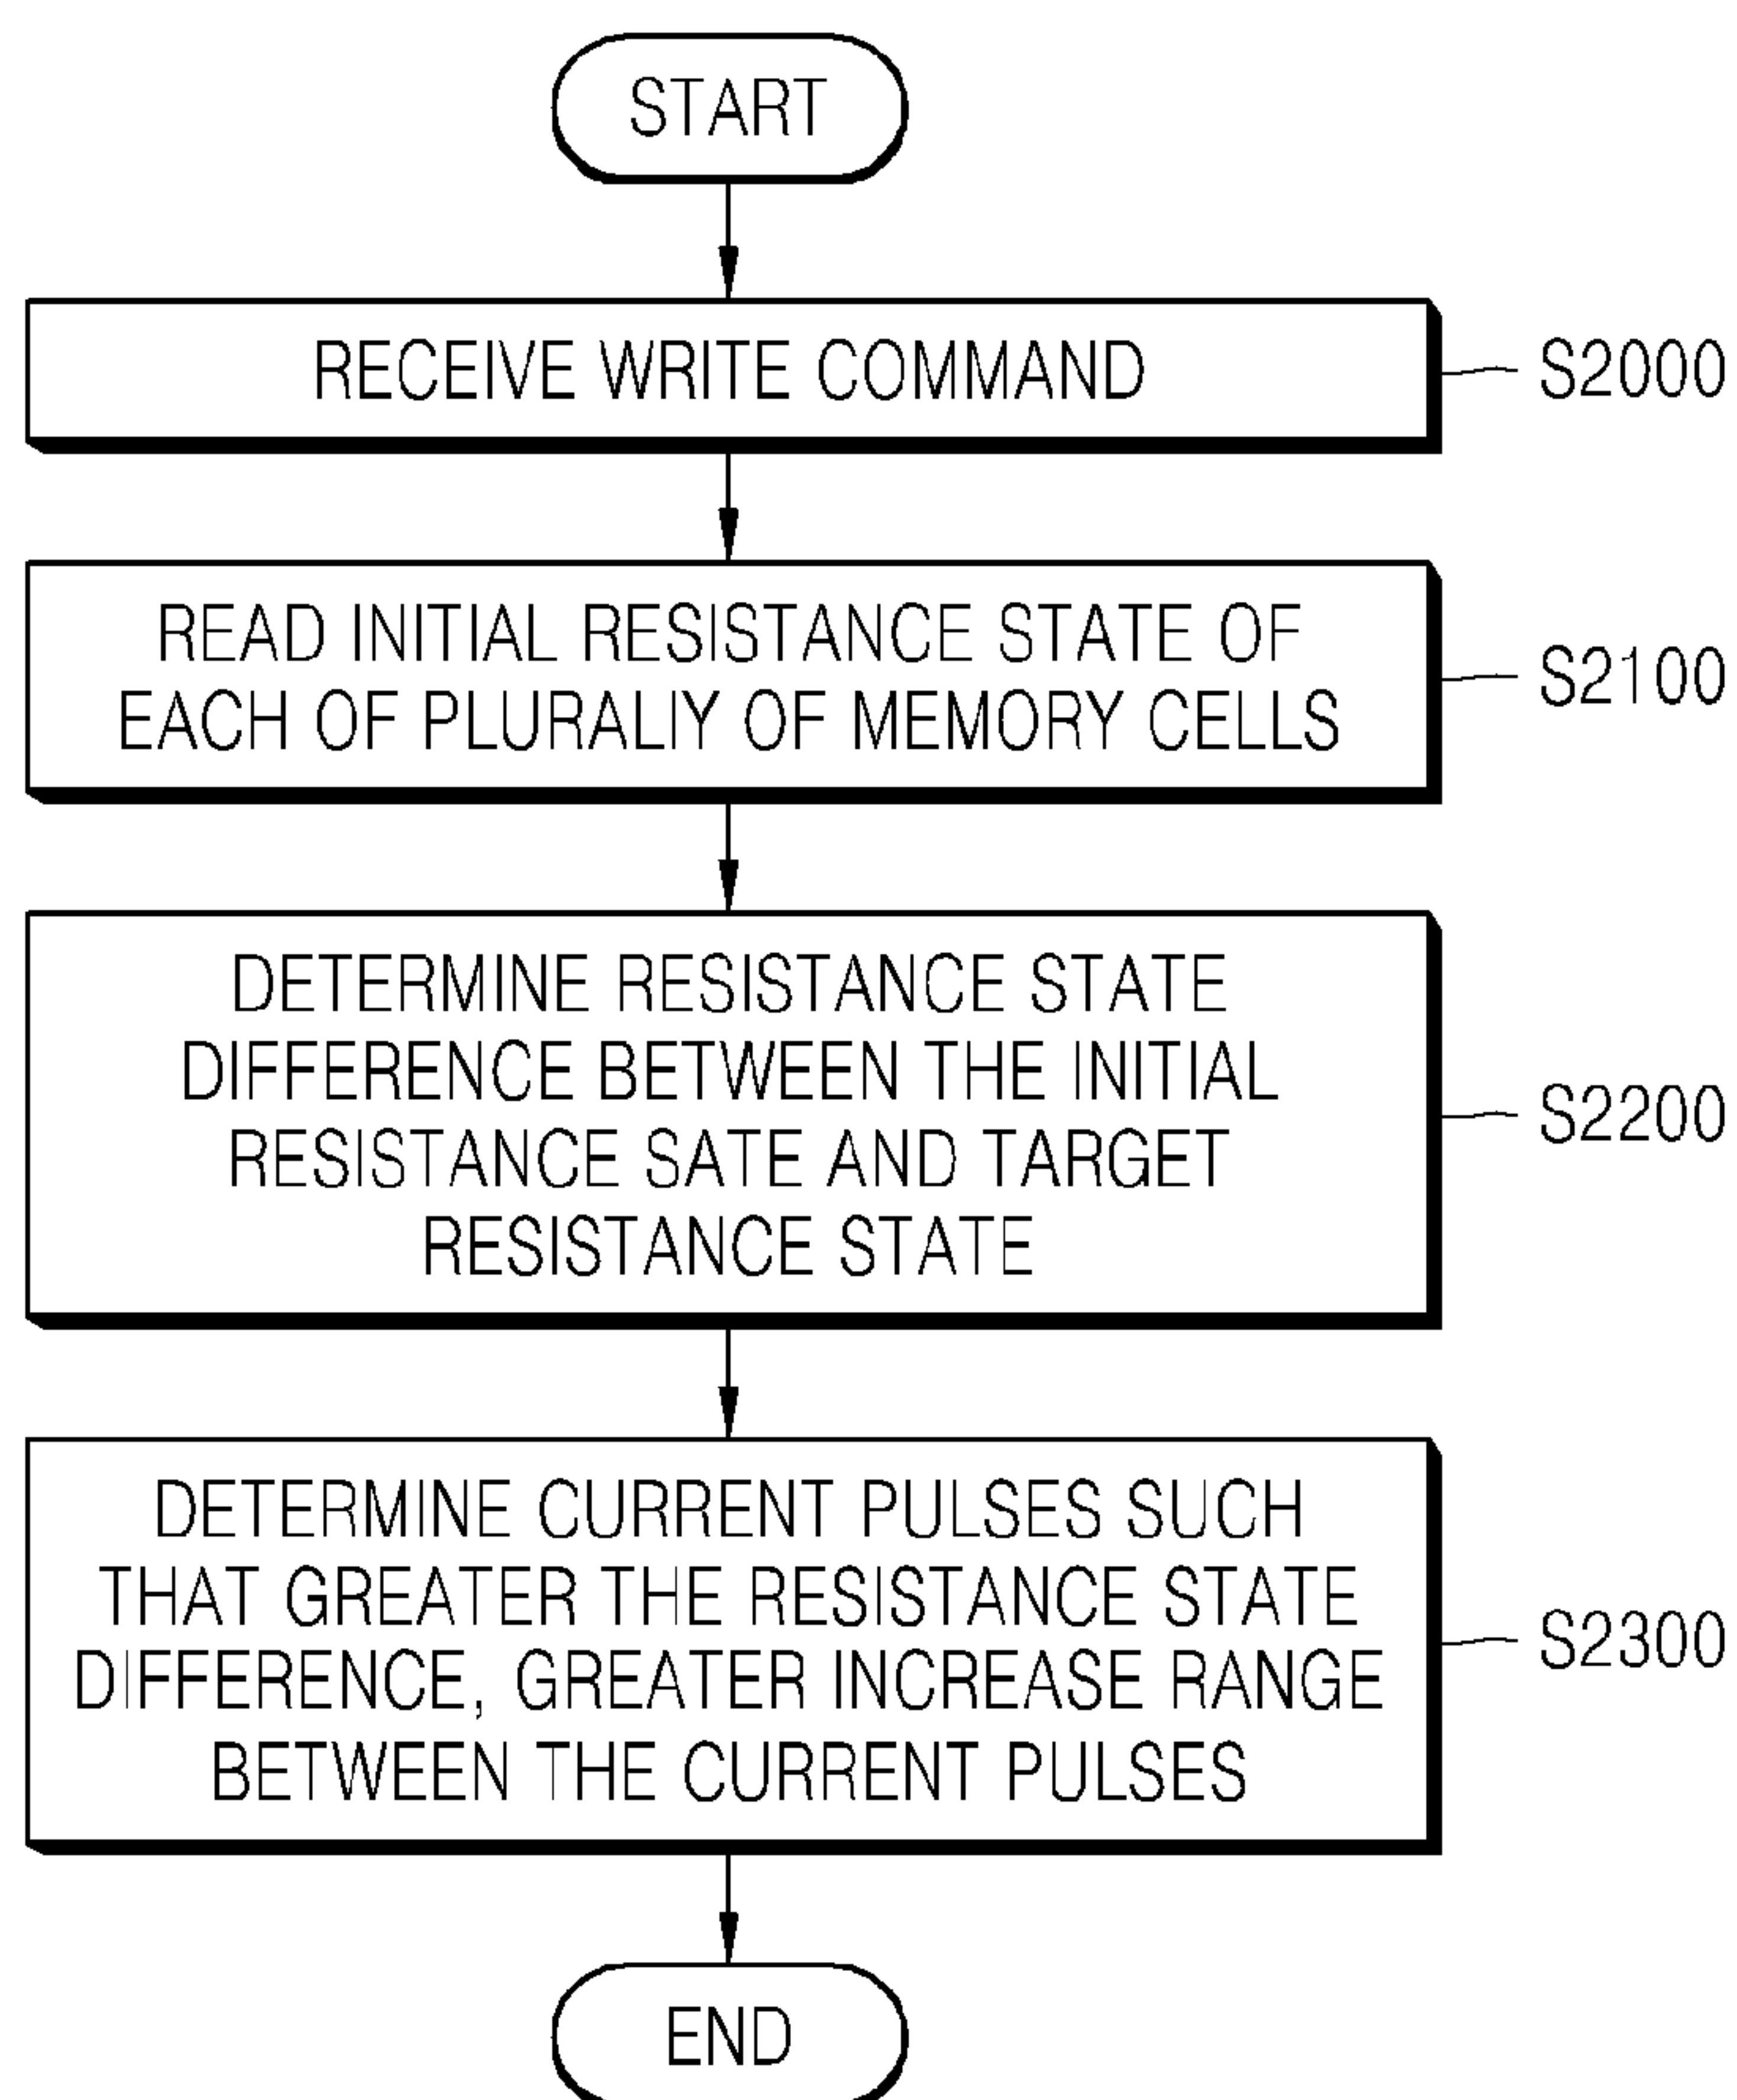 START
RECEIVE WRITE COMMAND
S2000
READ INITIAL RESISTANCE STATE OF
EACH OF PLURALIY OF MEMORY CELLS
S2100
DETERMINE RESISTANCE STATE
DIFFERENCE BETWEEN THE INITIAL
RESISTANCE SATE AND TARGET
RESISTANCE STATE
S2200
DETERMINE CURRENT PULSES SUCH
THAT GREATER THE RESISTANCE STATE
DIFFERENCE, GREATER INCREASE RANGE
BETWEEN THE CURRENT PULSES
S2300
END